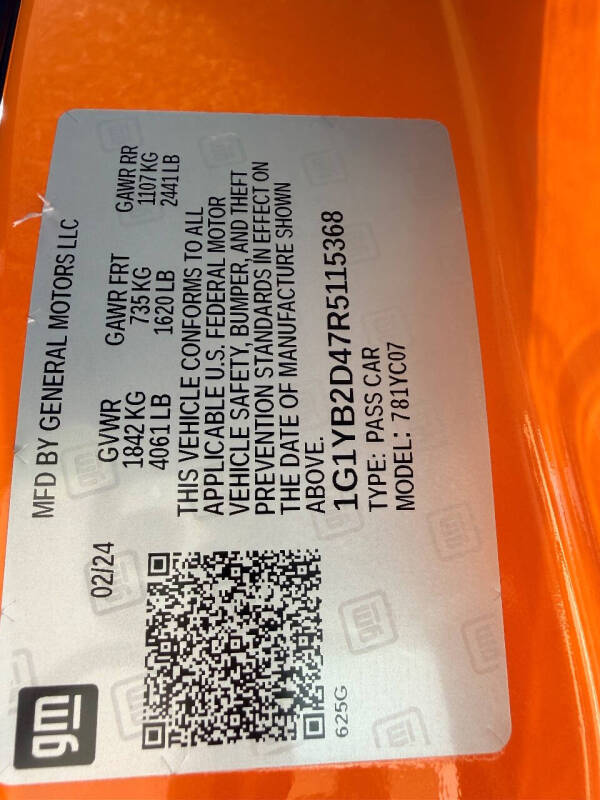 gm
MFD BY GENERAL MOTORS LLC
02/24
GVWR GAWR FRT GAWR RR
1842 KG 735 KG 1107 KG
4061 LB 1620 LB 2441 LB
THIS VEHICLE CONFORMS TO ALL
APPLICABLE U.S. FEDERAL MOTOR
VEHICLE SAFETY, BUMPER, AND THEFT
PREVENTION STANDARDS IN EFFECT ON
THE DATE OF MANUFACTURE SHOWN
ABOVE.
1G1YB2D47R5115368
TYPE: PASS CAR
MODEL: 781YC07
625G